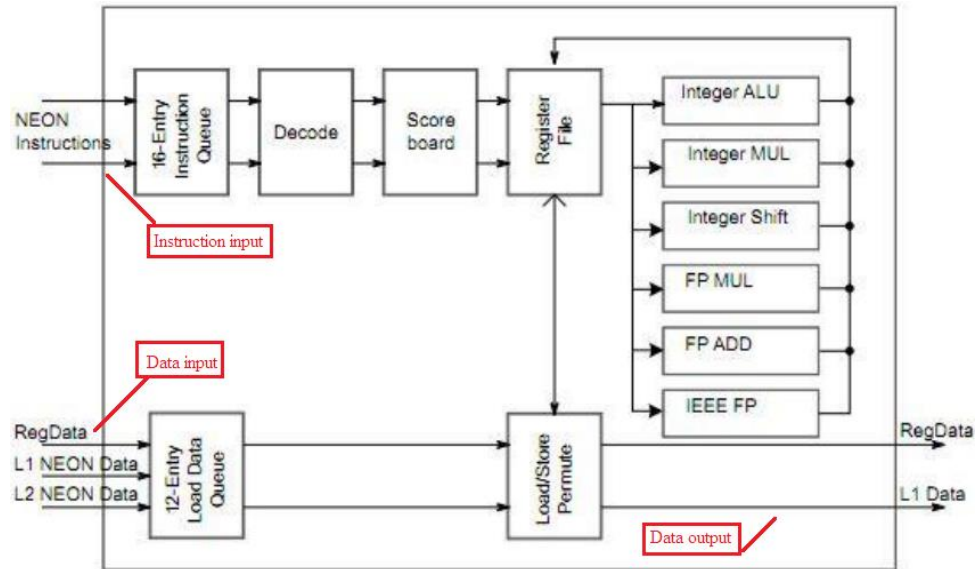 NEON
Instructions
16-Entry
Instruction
Queue
Decode
Score
board
Register
File
Integer ALU
Integer MUL
Integer Shift
FP MUL
FP ADD
IEEE FP
Instruction input
Data input
RegData
L1 NEON Data
L2 NEON Data
12-Entry
Load Data
Queue
Load/Store
Permute
RegData
L1 Data
Data output